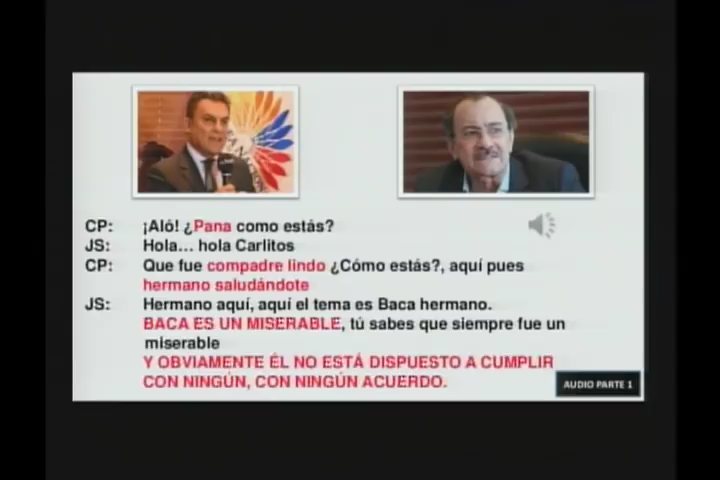 CP: ¡Aló! ¿Pana como estás?
JS: Hola... hola Carlitos
CP: Que fue compadre lindo ¿Cómo estás?, aquí pues
hermano saludándote
JS: Hermano aquí, aquí el tema es Baca hermano.
BACA ES UN MISERABLE, tú sabes que siempre fue un
miserable
Y OBVIAMENTE ÉL NO ESTÁ DISPUESTO A CUMPLIR
CON NINGÚN, CON NINGÚN ACUERDO.
AUDIO PARTE 1